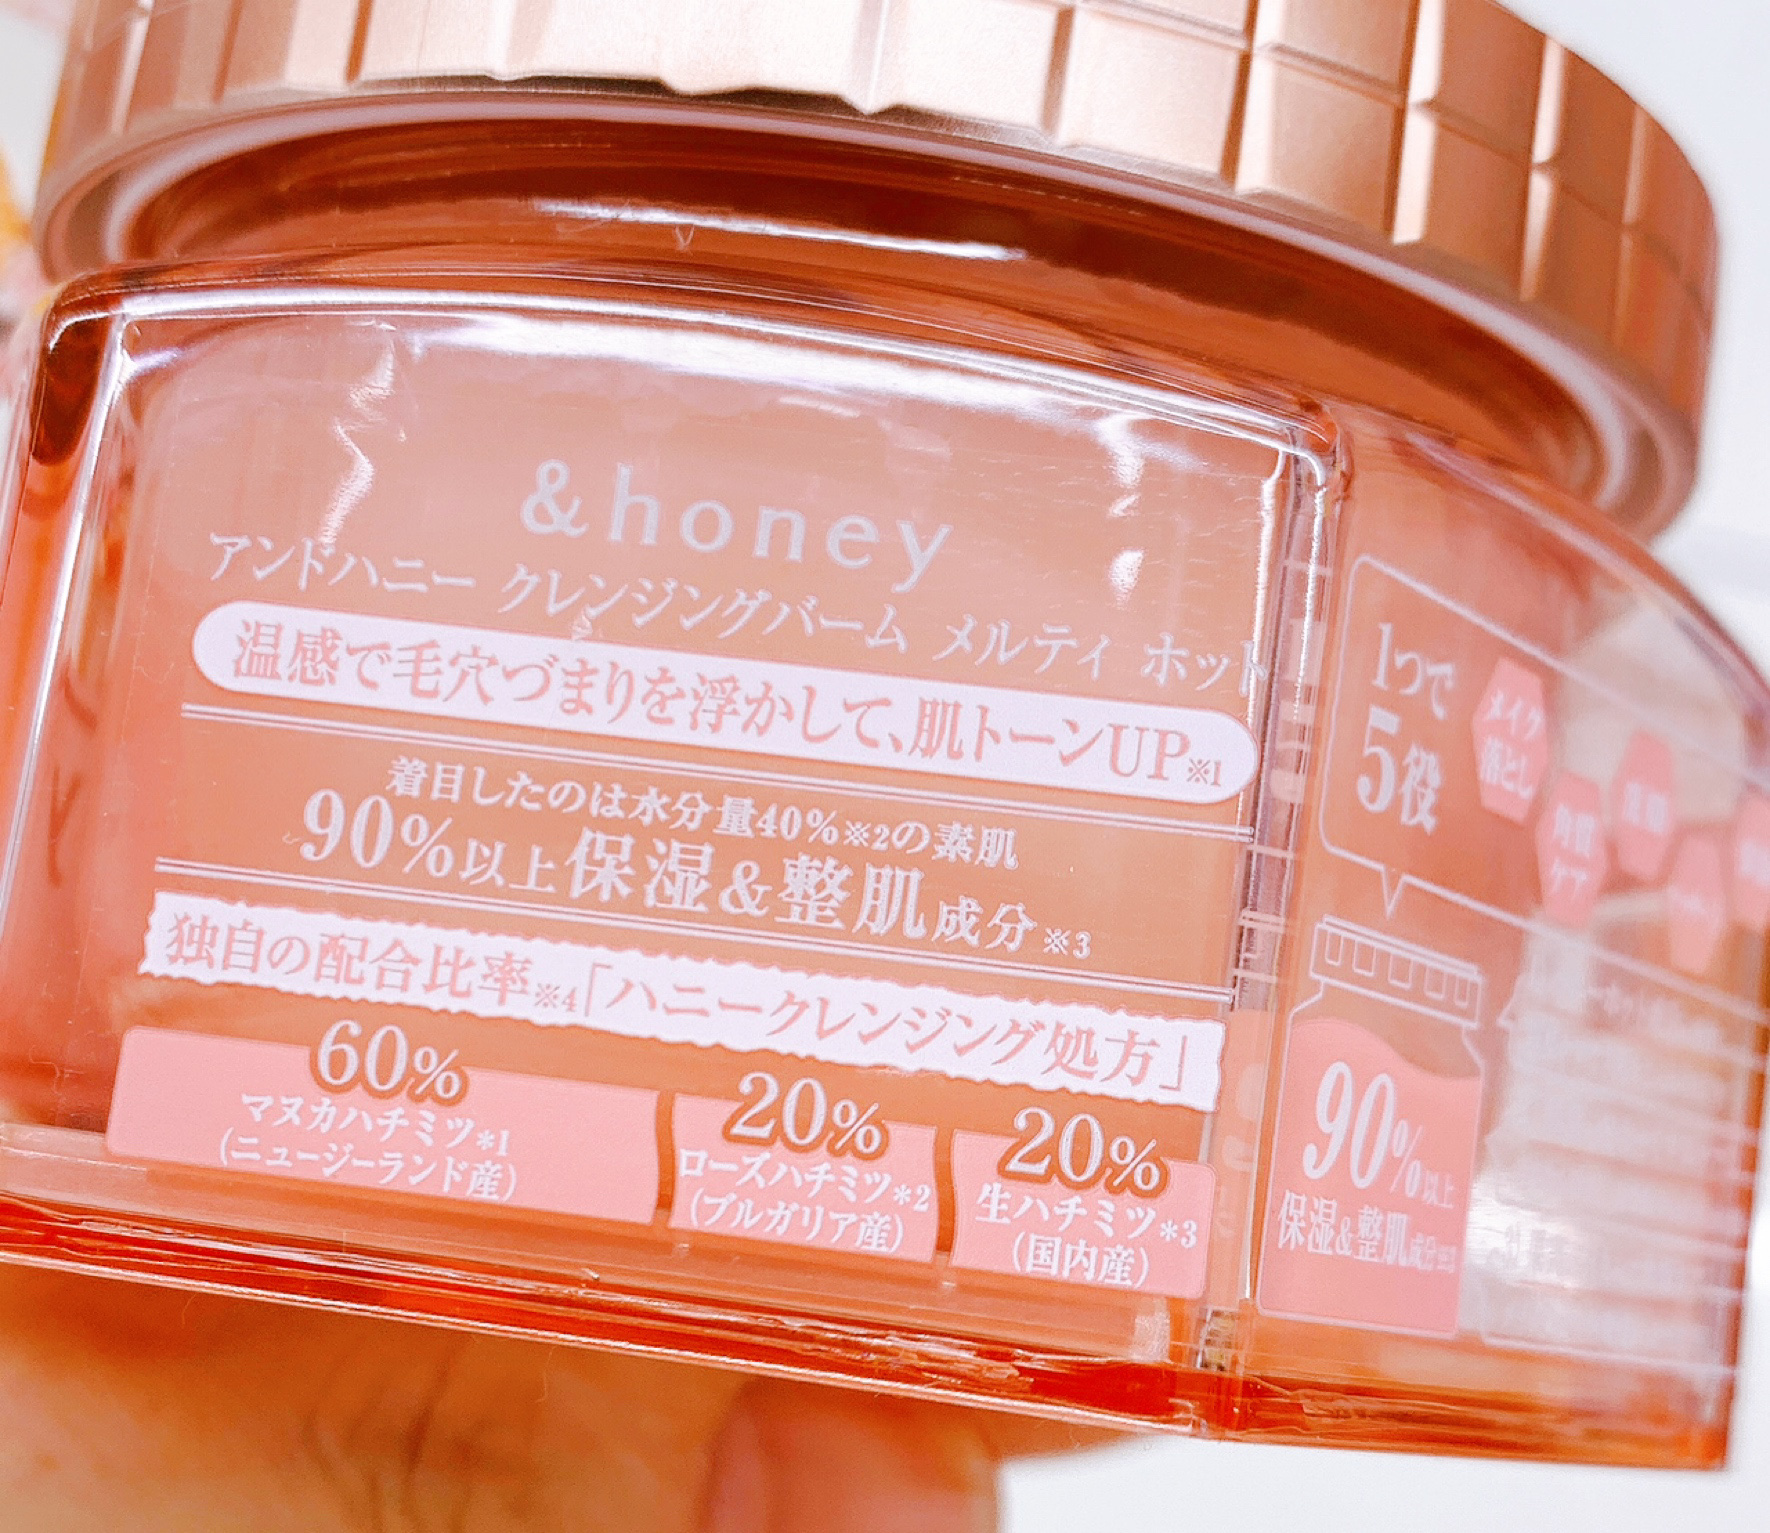 &honey
アンドハニー クレンジングバーム メルティ ホット
温感で毛穴づまりを浮かして、肌トーンUP※1
着目したのは水分量40%※2の素肌
90%以上保湿&整肌成分※3
独自の配合比率※4「ハニークレンジング処方」
60%
マヌカハチミツ*1
(ニュージーランド産)
20%
ローズハチミツ*2
(ブルガリア産)
20%
生ハチミツ*3
(国内産)
1つで
5役
メイク
落とし
角質
ケア
90%以上
保湿&整肌成分